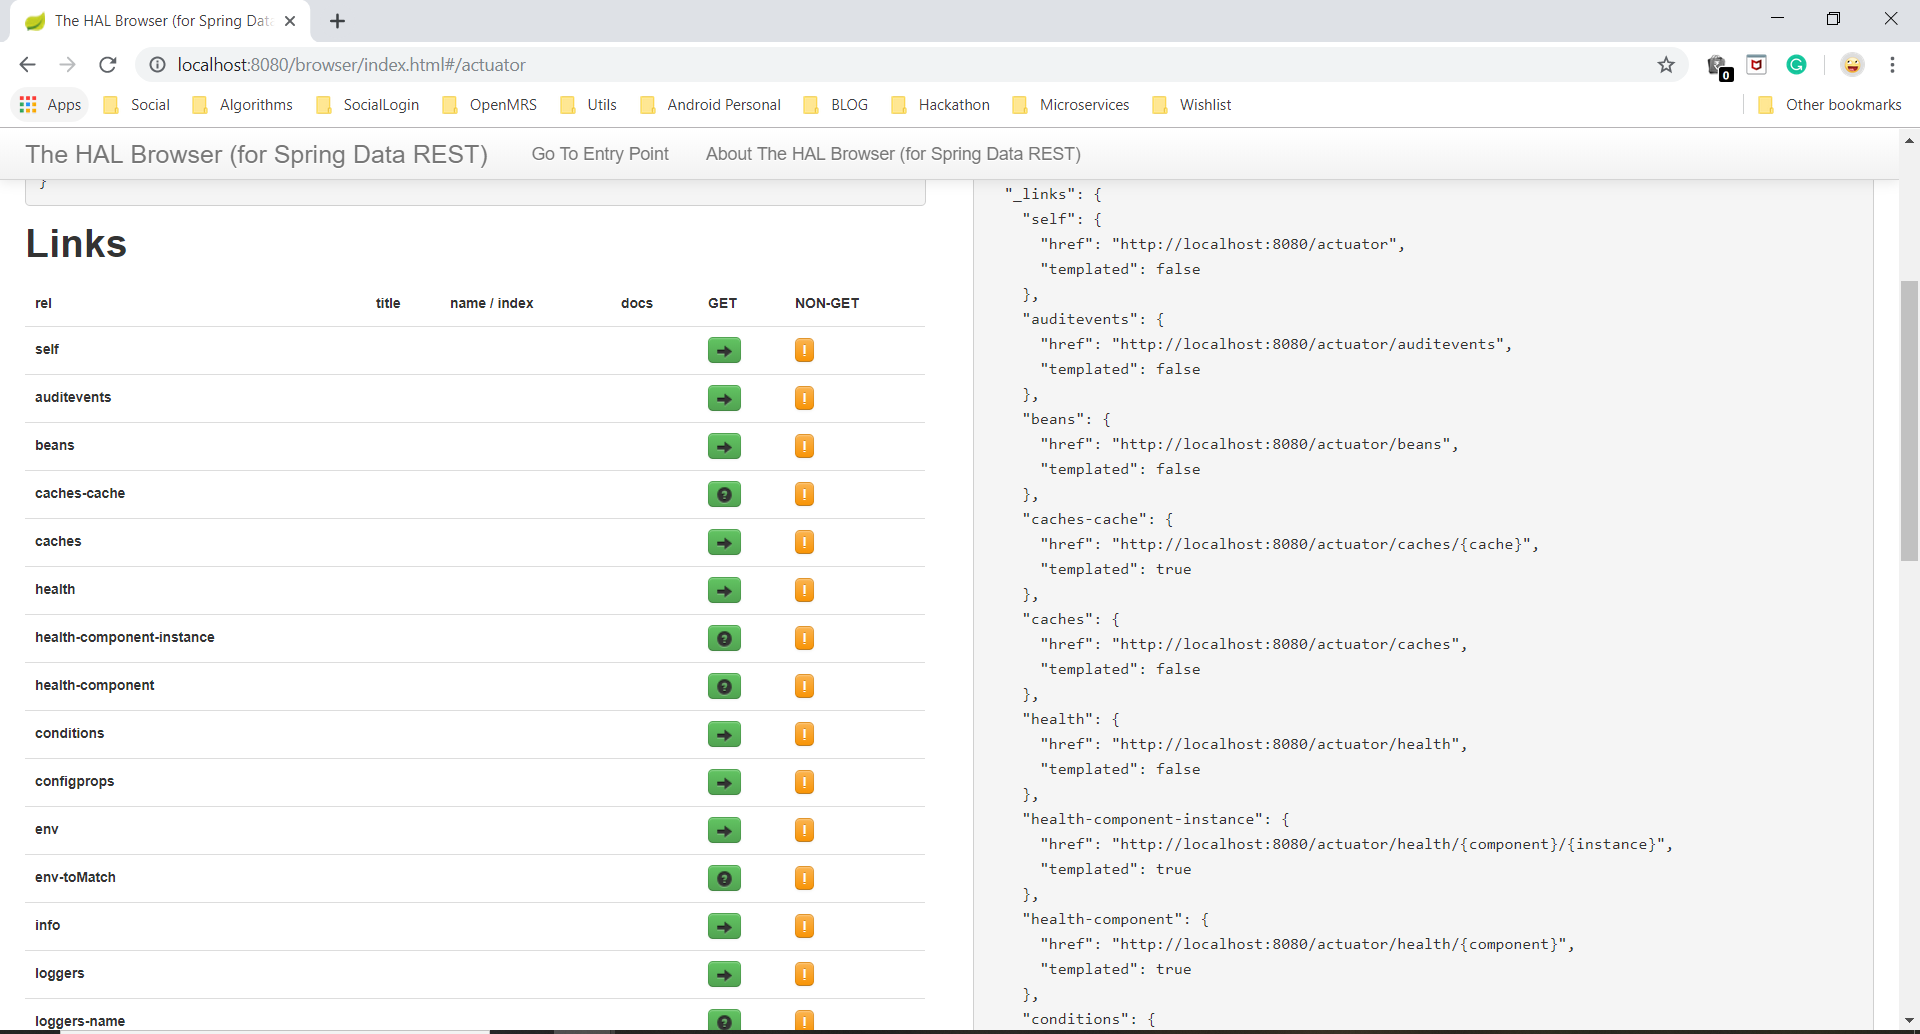 The HAL Browser (for Spring Dat
localhost:8080/browser/index.html#/actuator
0
Apps Social Algorithms SocialLogin OpenMRS Utils Android Personal BLOG Hackathon Microservices Wishlist Other bookmarks
The HAL Browser (for Spring Data REST) Go To Entry Point About The HAL Browser (for Spring Data REST)
}
Links
rel title name / index docs GET NON-GET
self ➔ !
auditevents ➔ !
beans ➔ !
caches-cache ? !
caches ➔ !
health ➔ !
health-component-instance ? !
health-component ? !
conditions ➔ !
configprops ➔ !
env ➔ !
env-toMatch ? !
info ➔ !
loggers ➔ !
loggers-name ? !
"_links": {
"self": {
"href": "http://localhost:8080/actuator",
"templated": false
},
"auditevents": {
"href": "http://localhost:8080/actuator/auditevents",
"templated": false
},
"beans": {
"href": "http://localhost:8080/actuator/beans",
"templated": false
},
"caches-cache": {
"href": "http://localhost:8080/actuator/caches/{cache}",
"templated": true
},
"caches": {
"href": "http://localhost:8080/actuator/caches",
"templated": false
},
"health": {
"href": "http://localhost:8080/actuator/health",
"templated": false
},
"health-component-instance": {
"href": "http://localhost:8080/actuator/health/{component}/{instance}",
"templated": true
},
"health-component": {
"href": "http://localhost:8080/actuator/health/{component}",
"templated": true
},
"conditions": {